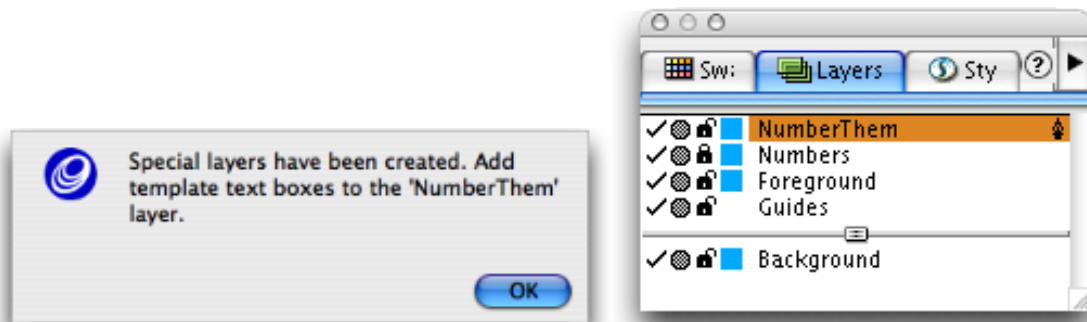 Special layers have been created. Add
template text boxes to the 'NumberThem'
layer.
OK
Sw:
Layers
Sty
?
NumberThem
Numbers
Foreground
Guides
Background